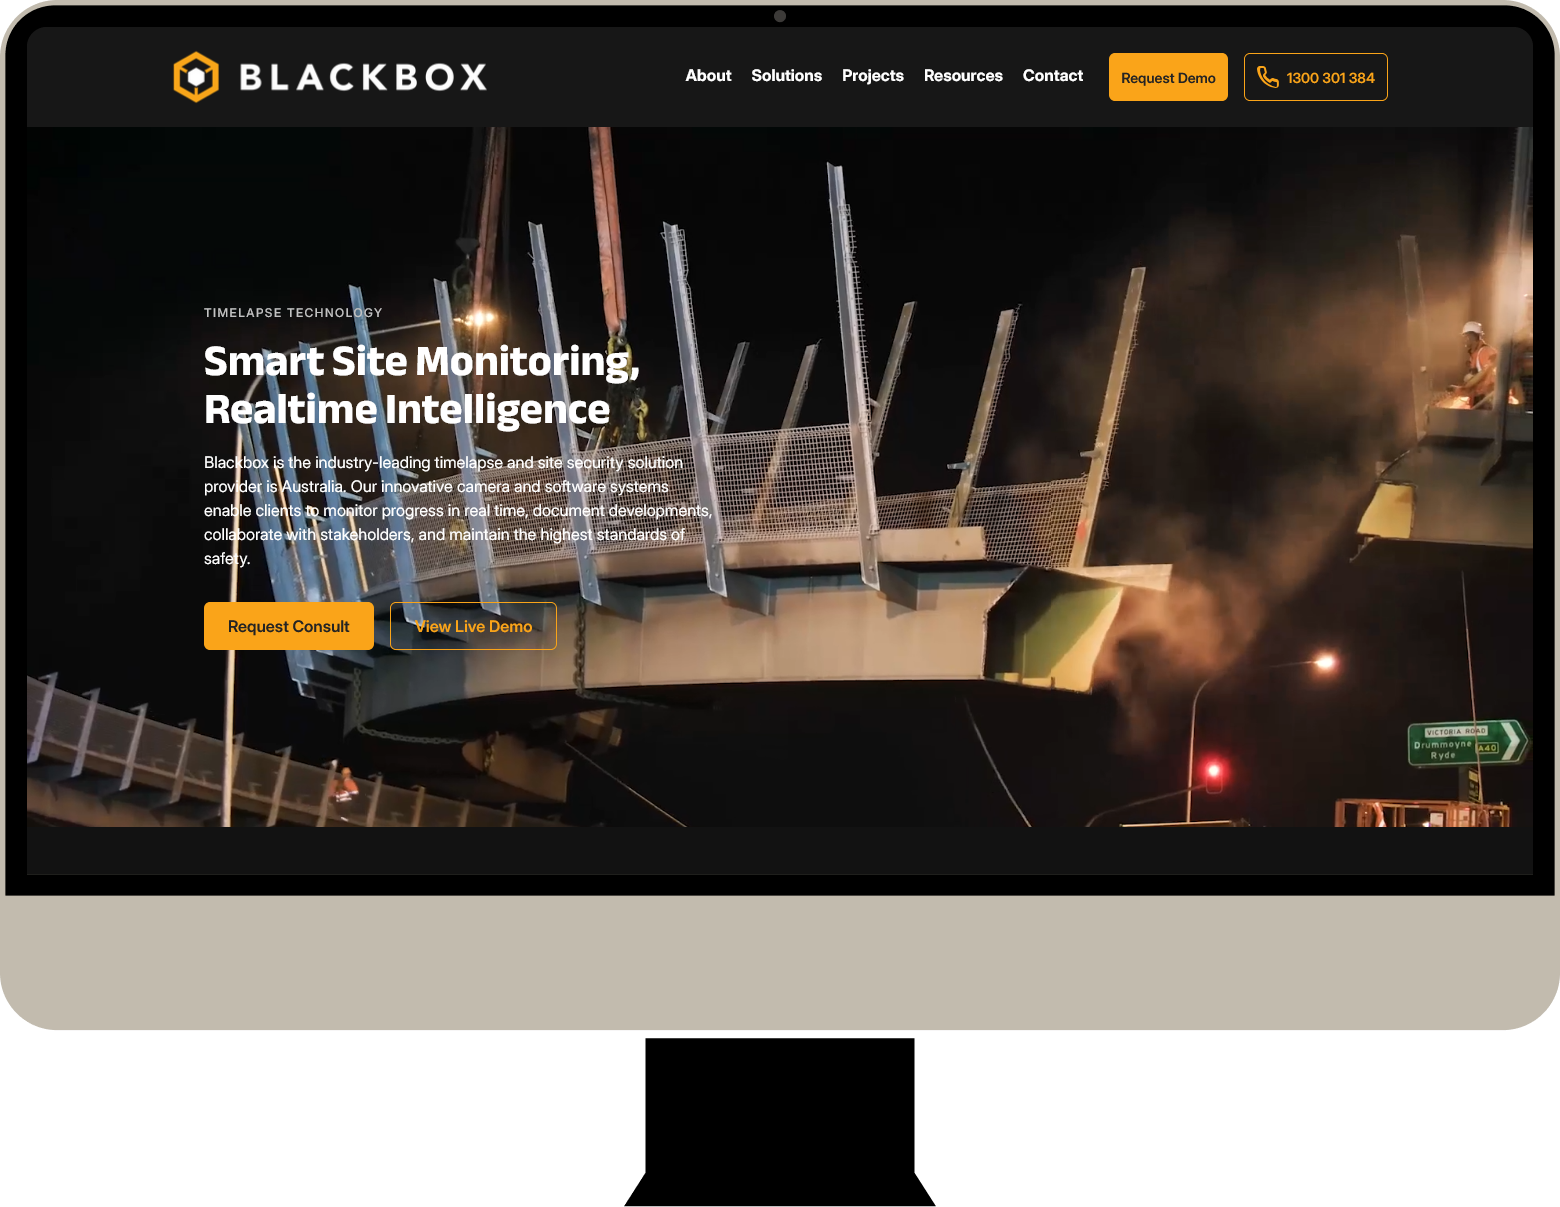 BLACKBOX
About Solutions Projects Resources Contact Request Demo 1300 301 384
TIMELAPSE TECHNOLOGY
Smart Site Monitoring,
Realtime Intelligence
Blackbox is the industry-leading timelapse and site security solution
provider is Australia. Our innovative camera and software systems
enable clients to monitor progress in real time, document developments,
collaborate with stakeholders, and maintain the highest standards of
safety.
Request Consult View Live Demo
VICTORIA ROAD
Drummoyne A40
Ryde